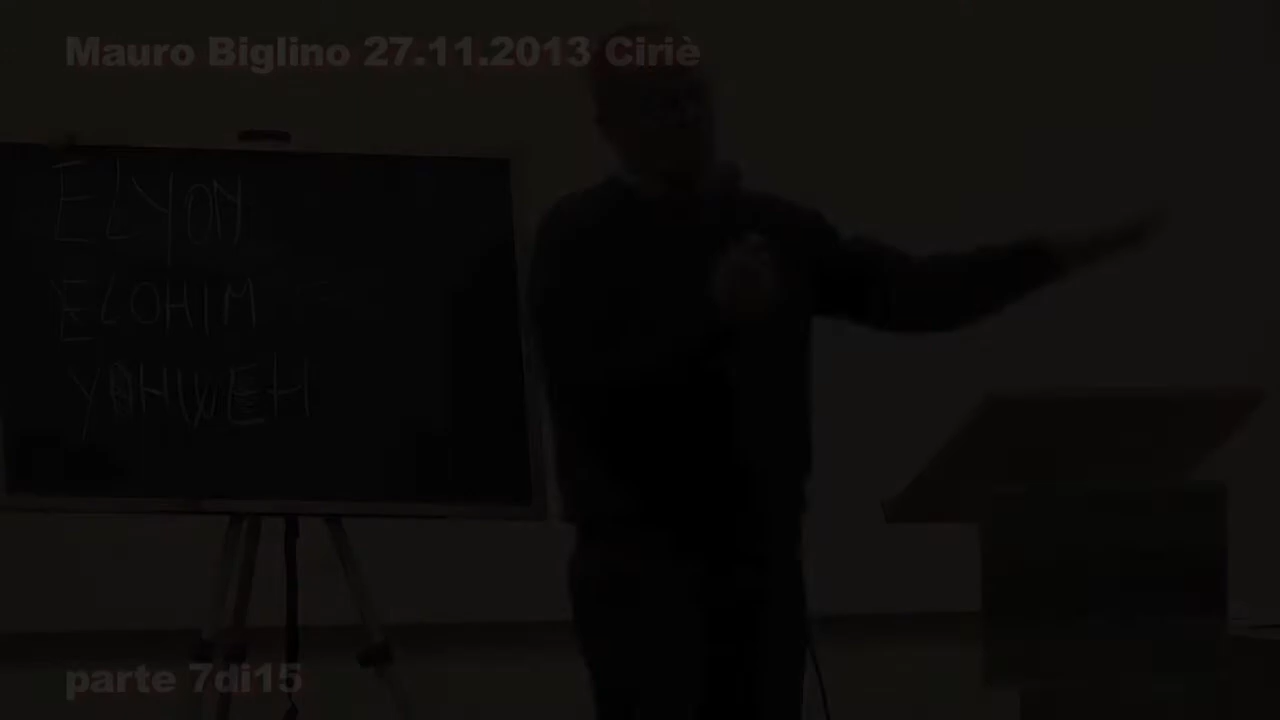 Mauro Biglino 27.11.2013 Ciriè
ELYON
ELOHIM
YAHWEH
parte 7di15